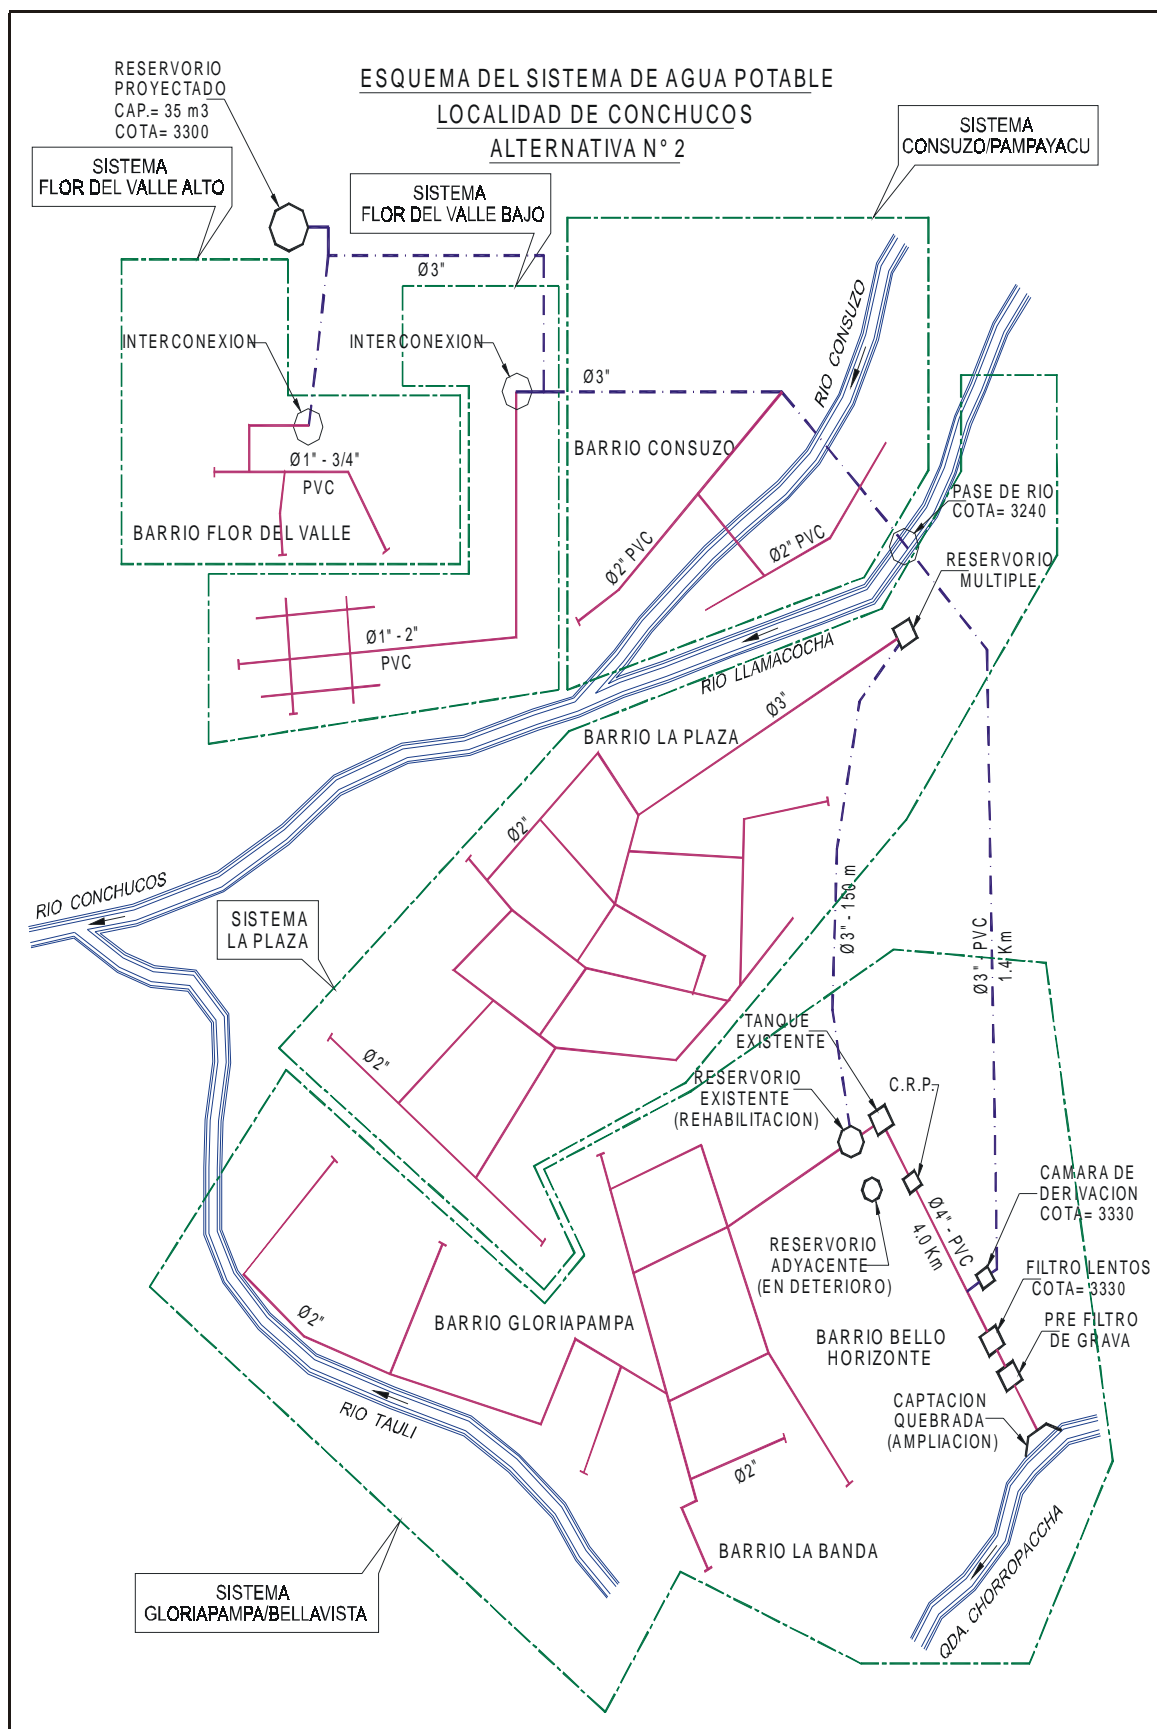 ESQUEMA DEL SISTEMA DE AGUA POTABLE
LOCALIDAD DE CONCHUCOS
ALTERNATIVA N° 2
RESERVORIO
PROYECTADO
CAP.= 35 m3
COTA= 3300
SISTEMA
FLOR DEL VALLE ALTO
SISTEMA
FLOR DEL VALLE BAJO
SISTEMA
CONSUZO/PAMPAYACU
Ø3"
INTERCONEXION
INTERCONEXION
Ø3"
RIO CONSUZO
BARRIO CONSUZO
Ø1" - 3/4"
PVC
BARRIO FLOR DEL VALLE
PASE DE RIO
COTA= 3240
Ø2" PVC
Ø2" PVC
RESERVORIO
MULTIPLE
Ø1" - 2"
PVC
RIO LLAMACOCHA
Ø3"
BARRIO LA PLAZA
Ø2"
RIO CONCHUCOS
SISTEMA
LA PLAZA
Ø3" - 150 m
Ø3" - PVC
1.4 Km
Ø2"
TANQUE
EXISTENTE
RESERVORIO
EXISTENTE
(REHABILITACION)
C.R.P.
CAMARA DE
DERIVACION
COTA= 3330
Ø4" - PVC
4.0 Km
RESERVORIO
ADYACENTE
(EN DETERIORO)
FILTRO LENTOS
COTA= 3330
PRE FILTRO
DE GRAVA
Ø2"
BARRIO GLORIAPAMPA
BARRIO BELLO
HORIZONTE
RIO TAULI
CAPTACION
QUEBRADA
(AMPLIACION)
Ø2"
BARRIO LA BANDA
QDA. CHORROPACCHA
SISTEMA
GLORIAPAMPA/BELLAVISTA